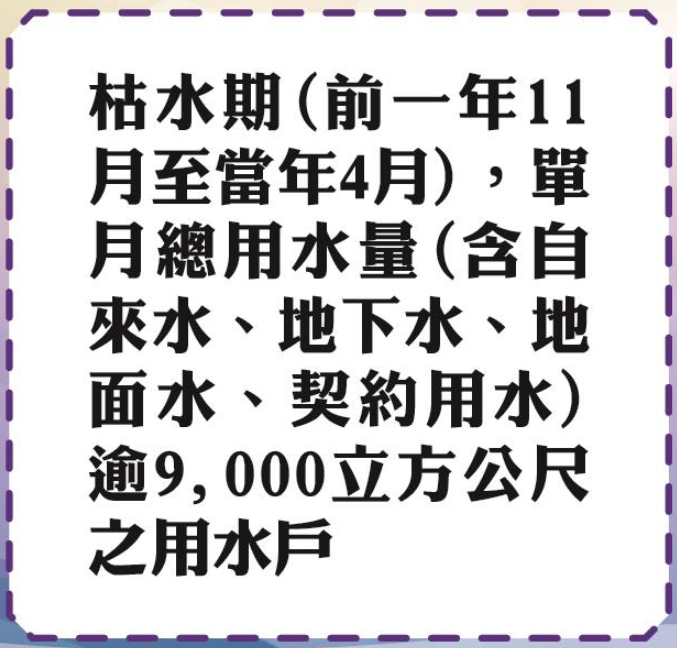 枯水期(前一年11
月至當年4月)，單
月總用水量(含自
來水、地下水、地
面水、契約用水)
逾9,000立方公尺
之用水戶